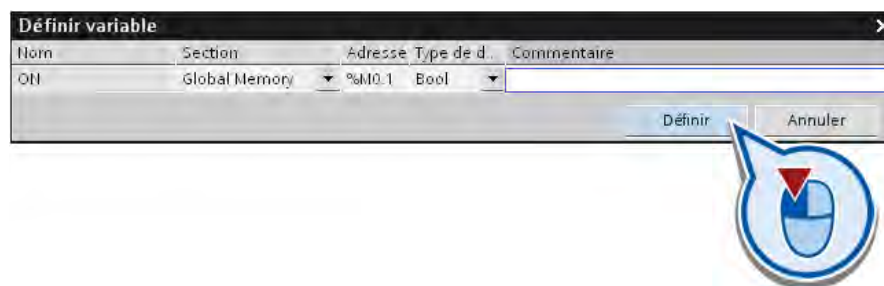 Définir variable
Nom Section Adresse Type de d.. Commentaire
ON Global Memory %M0.1 Bool
Définir Annuler